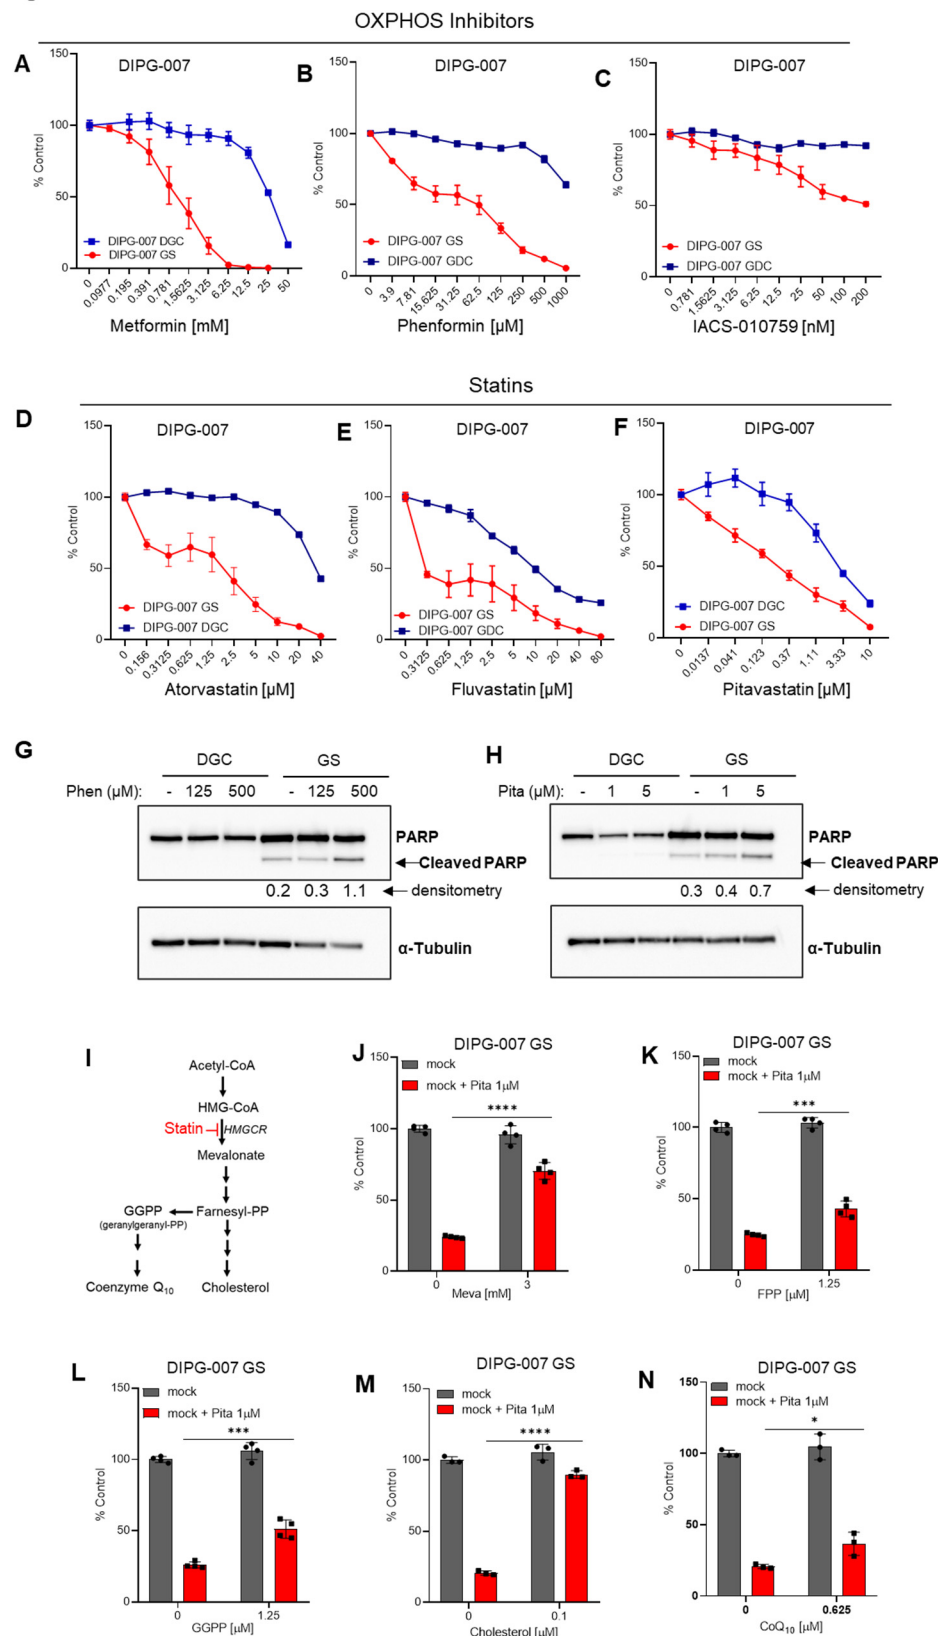 OXPHOS Inhibitors
A
DIPG-007
150
100
50
0
% Control
DIPG-007 DGC
DIPG-007 GS
0 0.0977 0.195 0.391 0.781 1.5625 3.125 6.25 12.5 25 50
Metformin [mM]
B
DIPG-007
150
100
50
0
% Control
DIPG-007 GS
DIPG-007 GDC
0 3.9 7.81 15.625 31.25 62.5 125 250 500 1000
Phenformin [µM]
C
DIPG-007
150
100
50
0
% Control
DIPG-007 GS
DIPG-007 GDC
0 0.781 1.5625 3.125 6.25 12.5 25 50 100 200
IACS-010759 [nM]
Statins
D
DIPG-007
150
100
50
0
% Control
DIPG-007 GS
DIPG-007 DGC
0 0.156 0.3125 0.625 1.25 2.5 5 10 20 40
Atorvastatin [µM]
E
DIPG-007
150
100
50
0
% Control
DIPG-007 GS
DIPG-007 GDC
0 0.3125 0.625 1.25 2.5 5 10 20 40 80
Fluvastatin [µM]
F
DIPG-007
150
100
50
0
% Control
DIPG-007 DGC
DIPG-007 GS
0 0.0137 0.041 0.123 0.37 1.11 3.33 10
Pitavastatin [µM]
G
DGC GS
Phen (µM): - 125 500 - 125 500
PARP
Cleaved PARP
0.2 0.3 1.1 densitometry
α-Tubulin
H
DGC GS
Pita (µM): - 1 5 - 1 5
PARP
Cleaved PARP
0.3 0.4 0.7 densitometry
α-Tubulin
I
Acetyl-CoA
HMG-CoA
Statin HMGCR
Mevalonate
GGPP Farnesyl-PP
(geranylgeranyl-PP)
Coenzyme Q10 Cholesterol
J
DIPG-007 GS
mock
mock + Pita 1µM
****
150
100
50
0
% Control
0 3
Meva [mM]
K
DIPG-007 GS
mock
mock + Pita 1µM
***
150
100
50
0
% Control
0 1.25
FPP [µM]
L
DIPG-007 GS
mock
mock + Pita 1µM
***
150
100
50
0
% Control
0 1.25
GGPP [µM]
M
DIPG-007 GS
mock
mock + Pita 1µM
****
150
100
50
0
% Control
0 0.1
Cholesterol [µM]
N
DIPG-007 GS
mock
mock + Pita 1µM
*
150
100
50
0
% Control
0 0.625
CoQ10 [µM]